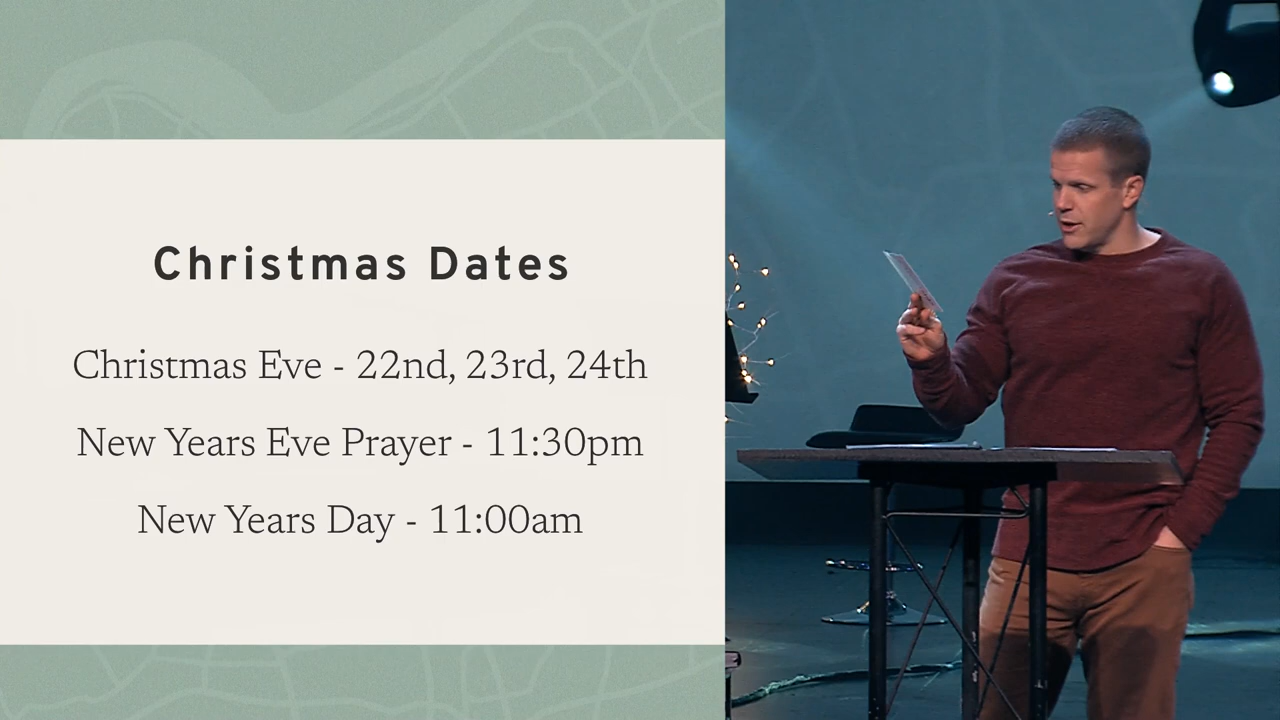 Christmas Dates
Christmas Eve - 22nd, 23rd, 24th
New Years Eve Prayer - 11:30pm
New Years Day - 11:00am